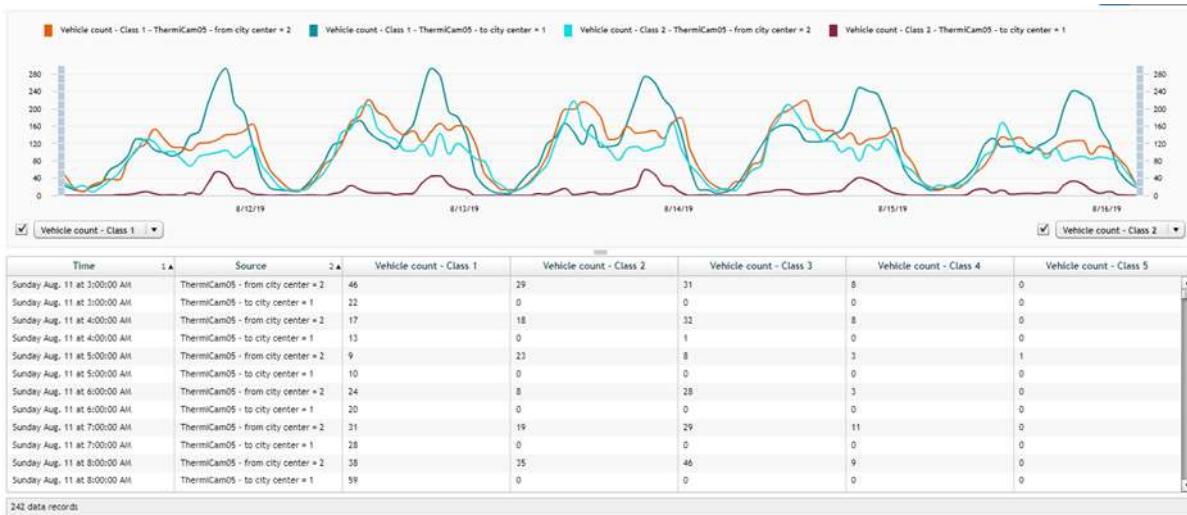 Vehicle count - Class 1 - ThermiCam05 - from city center = 2 Vehicle count - Class 1 - ThermiCam05 - to city center = 1 Vehicle count - Class 2 - ThermiCam05 - from city center = 2 Vehicle count - Class 2 - ThermiCam05 - to city center = 1
280 280
240 240
200 200
160 160
120 120
80 80
40 40
0 0
8/12/19 8/13/19 8/14/19 8/15/19 8/16/19
Vehicle count - Class 1 Vehicle count - Class 2
Time 1 Source 2 Vehicle count - Class 1 Vehicle count - Class 2 Vehicle count - Class 3 Vehicle count - Class 4 Vehicle count - Class 5
Sunday Aug. 11 at 3:00:00 AM ThermiCam05 - from city center = 2 46 29 31 8 0
Sunday Aug. 11 at 3:00:00 AM ThermiCam05 - to city center = 1 22 0 0 0 0
Sunday Aug. 11 at 4:00:00 AM ThermiCam05 - from city center = 2 17 18 32 8 0
Sunday Aug. 11 at 4:00:00 AM ThermiCam05 - to city center = 1 13 0 1 0 0
Sunday Aug. 11 at 5:00:00 AM ThermiCam05 - from city center = 2 9 23 8 3 1
Sunday Aug. 11 at 5:00:00 AM ThermiCam05 - to city center = 1 10 0 0 0 0
Sunday Aug. 11 at 6:00:00 AM ThermiCam05 - from city center = 2 24 8 28 3 0
Sunday Aug. 11 at 6:00:00 AM ThermiCam05 - to city center = 1 20 0 0 0 0
Sunday Aug. 11 at 7:00:00 AM ThermiCam05 - from city center = 2 31 19 29 11 0
Sunday Aug. 11 at 7:00:00 AM ThermiCam05 - to city center = 1 28 0 0 0 0
Sunday Aug. 11 at 8:00:00 AM ThermiCam05 - from city center = 2 38 35 46 9 0
Sunday Aug. 11 at 8:00:00 AM ThermiCam05 - to city center = 1 59 0 0 0 0
242 data records